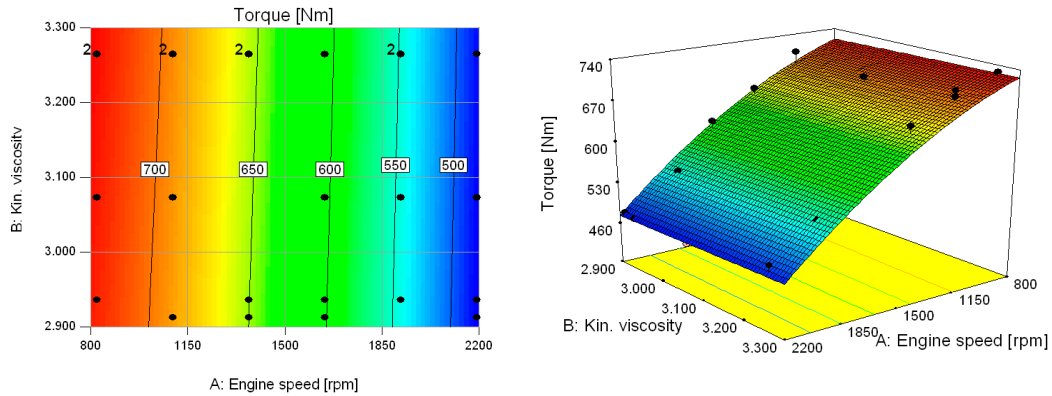 Torque [Nm]
3.300
2 2 2 2
3.200
3.100
700 650 600 550 500
3.000
2.900
B: Kin. viscositv
800 1150 1500 1850 2200
A: Engine speed [rpm]
740
670
600
530
460
Torque [Nm]
2.900
3.000
3.100
3.200
3.300
B: Kin. viscosity
2200
1850
1500
1150
800
A: Engine speed [rpm]